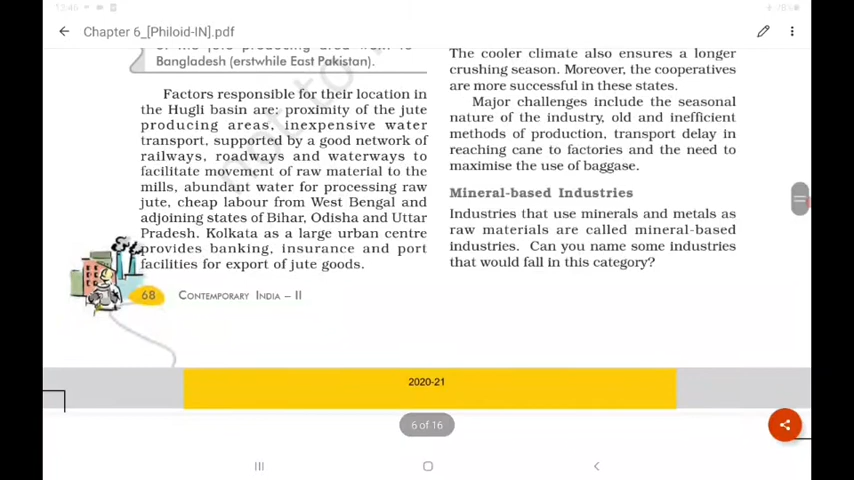 Chapter 6_[Philoid-IN].pdf
Bangladesh (erstwhile East Pakistan).
Factors responsible for their location in
the Hugli basin are: proximity of the jute
producing areas, inexpensive water
transport, supported by a good network of
railways, roadways and waterways to
facilitate movement of raw material to the
mills, abundant water for processing raw
jute, cheap labour from West Bengal and
adjoining states of Bihar, Odisha and Uttar
Pradesh. Kolkata as a large urban centre
provides banking, insurance and port
facilities for export of jute goods.
68 Contemporary India – II
The cooler climate also ensures a longer
crushing season. Moreover, the cooperatives
are more successful in these states.
Major challenges include the seasonal
nature of the industry, old and inefficient
methods of production, transport delay in
reaching cane to factories and the need to
maximise the use of baggase.
Mineral-based Industries
Industries that use minerals and metals as
raw materials are called mineral-based
industries. Can you name some industries
that would fall in this category?
2020-21
6 of 16